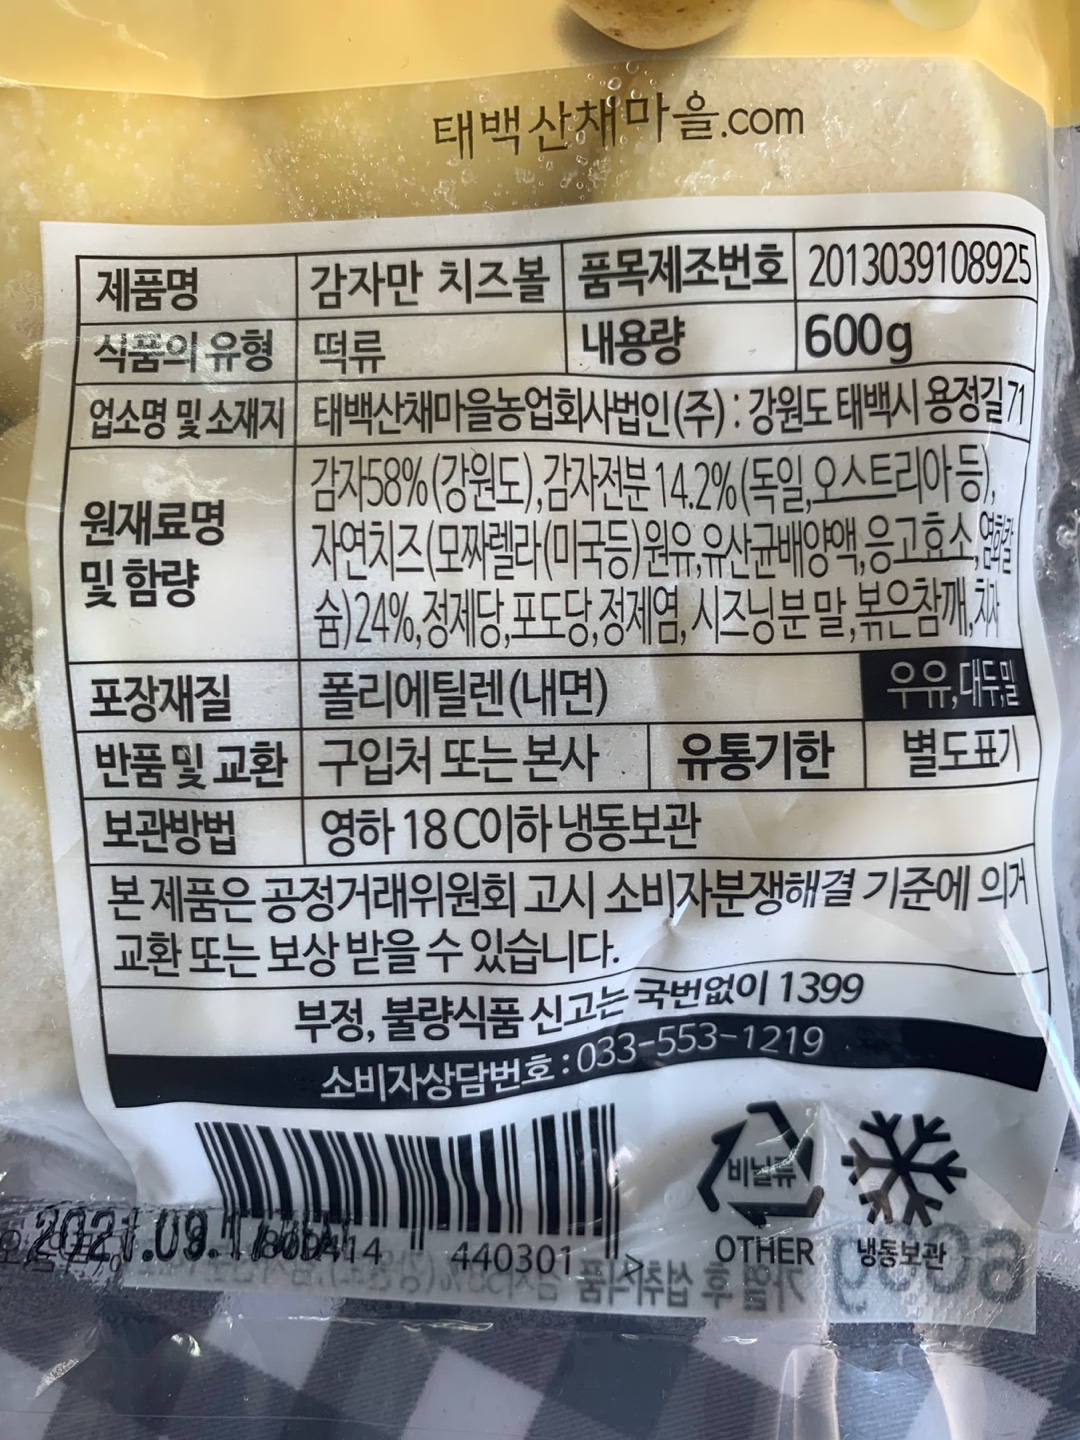 태백산채마을.com
제품명 감자만 치즈볼 품목제조번호 2013039108925
식품의 유형 떡류 내용량 600g
업소명 및 소재지 태백산채마을농업회사법인(주) : 강원도 태백시 용정길 71
원재료명 및 함량 감자58%(강원도),감자전분 14.2%(독일,오스트리아 등),
자연치즈(모짜렐라(미국등)원유,유산균배양액,응고효소,염화칼
슘)24%,정제당,포도당,정제염,시즈닝분말,볶은참깨,치자
포장재질 폴리에틸렌(내면) 우유,대두,밀
반품 및 교환 구입처 또는 본사 유통기한 별도표기
보관방법 영하 18C이하 냉동보관
본 제품은 공정거래위원회 고시 소비자분쟁해결 기준에 의거
교환 또는 보상 받을 수 있습니다.
부정, 불량식품 신고는 국번없이 1399
소비자상담번호 : 033-553-1219
비닐류
OTHER 냉동보관
2021.09.17
440301 >
가열 후 섭취식품
600g